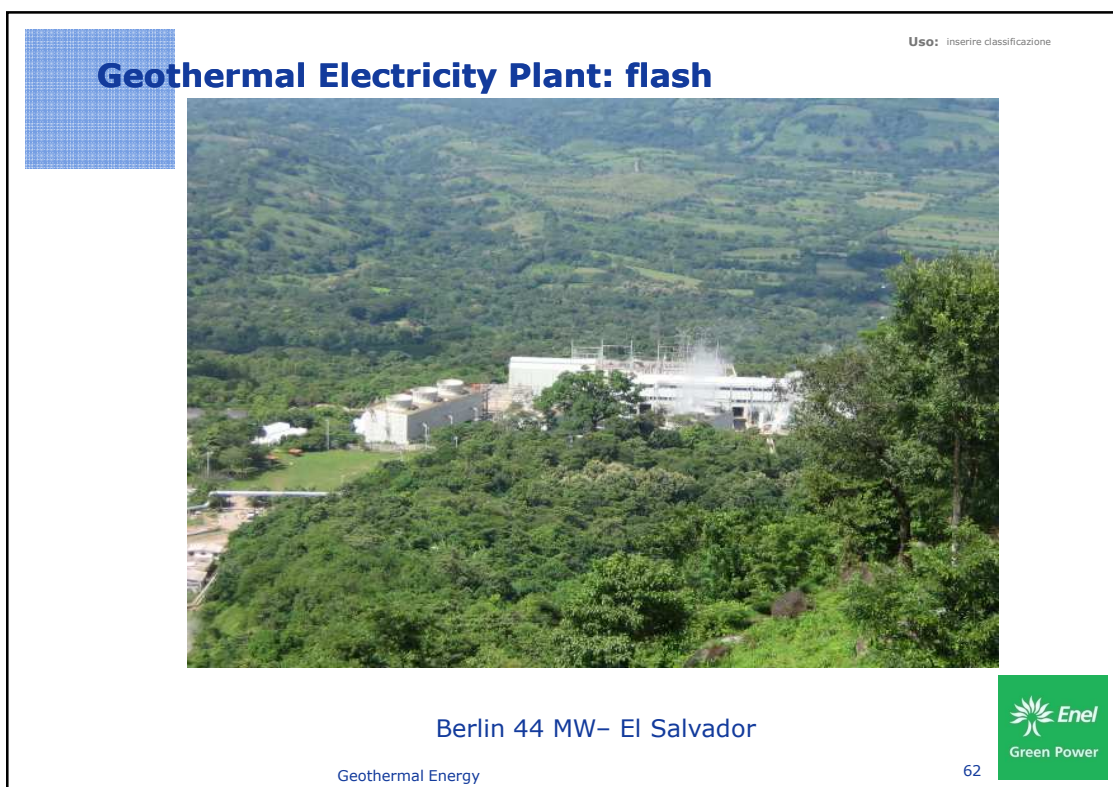 Uso: inserire classificazione
Geothermal Electricity Plant: flash
Berlin 44 MW– El Salvador
Enel
Green Power
Geothermal Energy
62